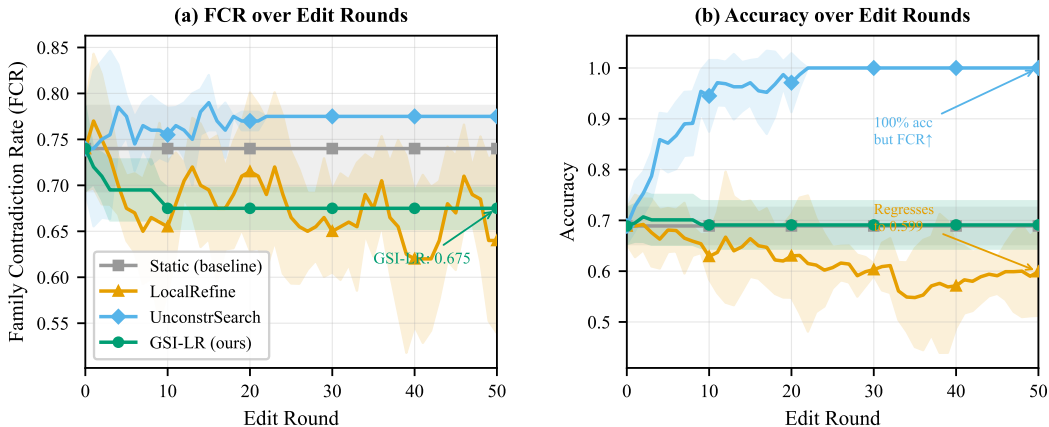 (a) FCR over Edit Rounds
Family Contradiction Rate (FCR)
0.85
0.80
0.75
0.70
0.65
0.60
0.55
GSI-LR: 0.675
Static (baseline)
LocalRefine
UnconstrSearch
GSI-LR (ours)
0
10
20
30
40
50
Edit Round
(b) Accuracy over Edit Rounds
Accuracy
1.0
0.9
0.8
0.7
0.6
0.5
100% acc
but FCR↑
Regresses
to 0.599
0
10
20
30
40
50
Edit Round